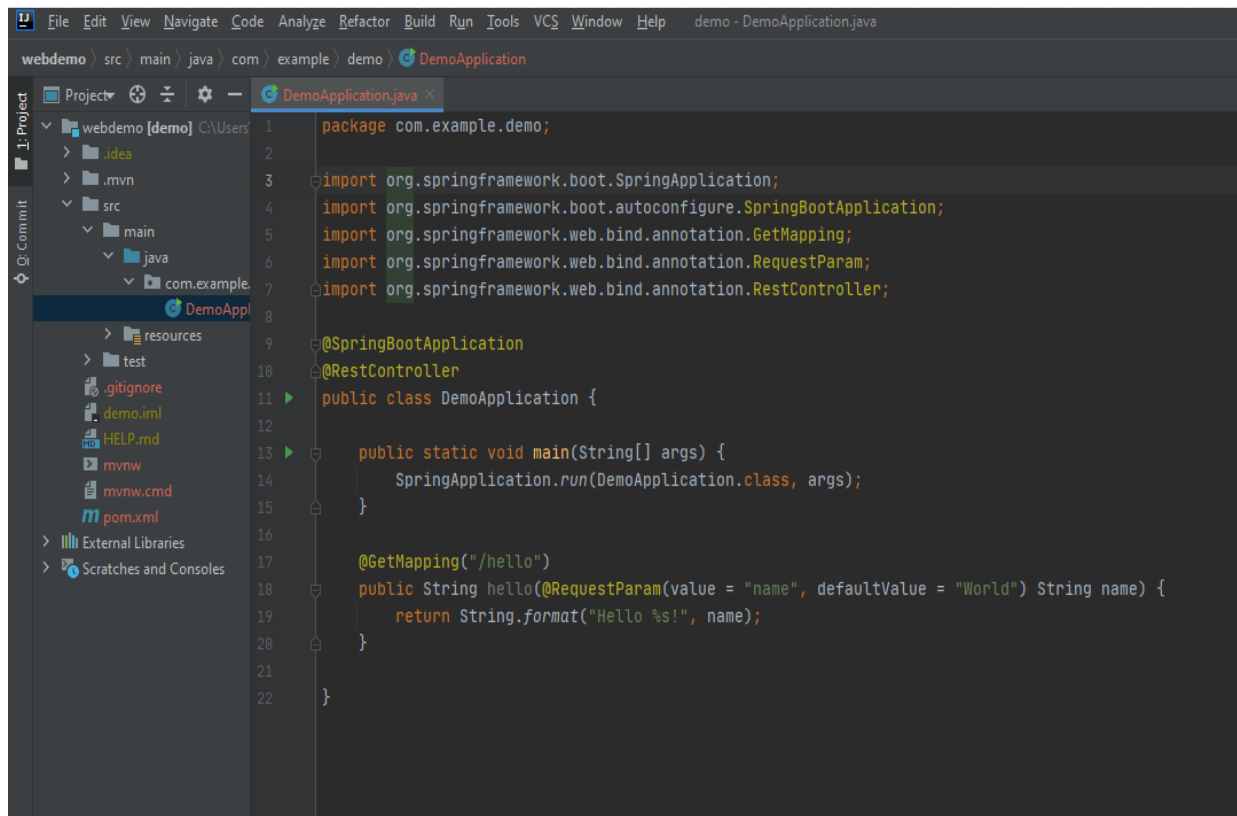 IJ File Edit View Navigate Code Analyze Refactor Build Run Tools VCS Window Help demo - DemoApplication.java
webdemo src main java com example demo DemoApplication
1: Project
Commit
Project
webdemo [demo] C:\Users
.idea
.mvn
src
main
java
com.example.
DemoAppl
resources
test
.gitignore
demo.iml
HELP.md
mvnw
mvnw.cmd
pom.xml
External Libraries
Scratches and Consoles
DemoApplication.java
1 package com.example.demo;
2
3 import org.springframework.boot.SpringApplication;
4 import org.springframework.boot.autoconfigure.SpringBootApplication;
5 import org.springframework.web.bind.annotation.GetMapping;
6 import org.springframework.web.bind.annotation.RequestParam;
7 import org.springframework.web.bind.annotation.RestController;
8
9 @SpringBootApplication
10 @RestController
11 public class DemoApplication {
12
13 public static void main(String[] args) {
14 SpringApplication.run(DemoApplication.class, args);
15 }
16
17 @GetMapping("/hello")
18 public String hello(@RequestParam(value = "name", defaultValue = "World") String name) {
19 return String.format("Hello %s!", name);
20 }
21
22 }